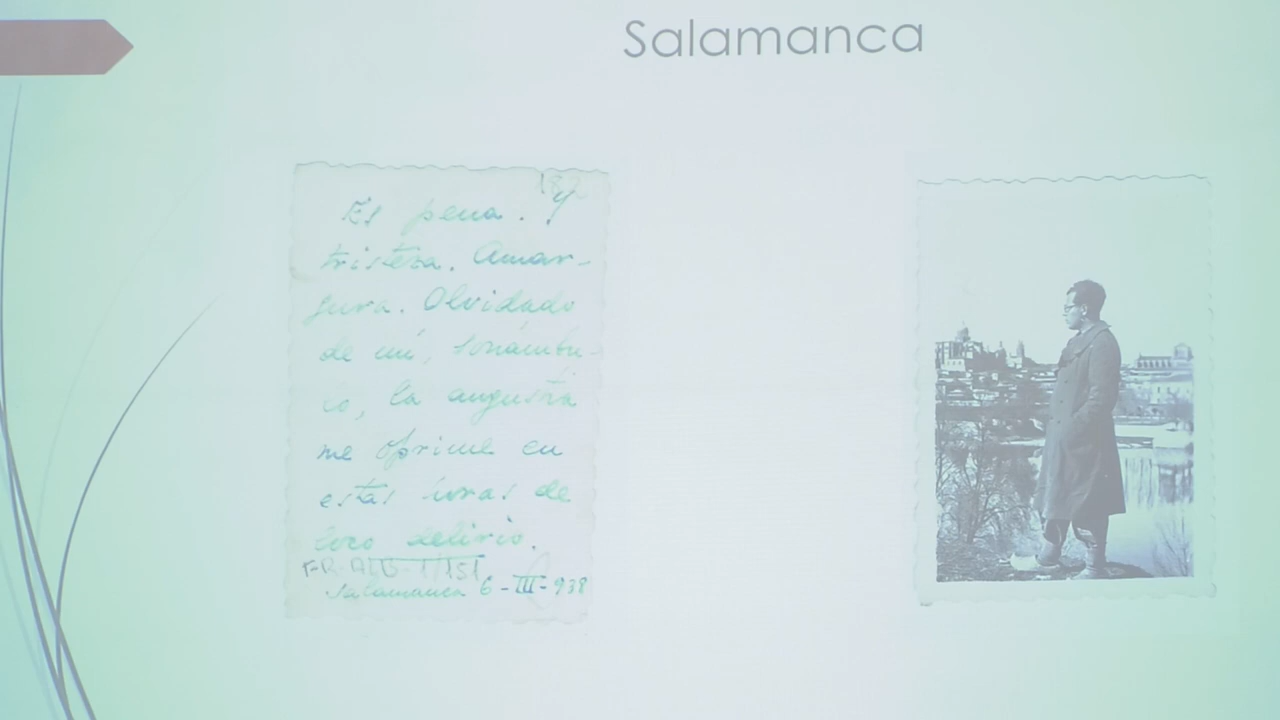 Salamanca
Es pena. Y
tristeza. Amar-
gura. Olvidado
de mí, sonámbu-
lo, la angustia
me oprime en
estas horas de
loco delirio.
Salamanca 6-III-938